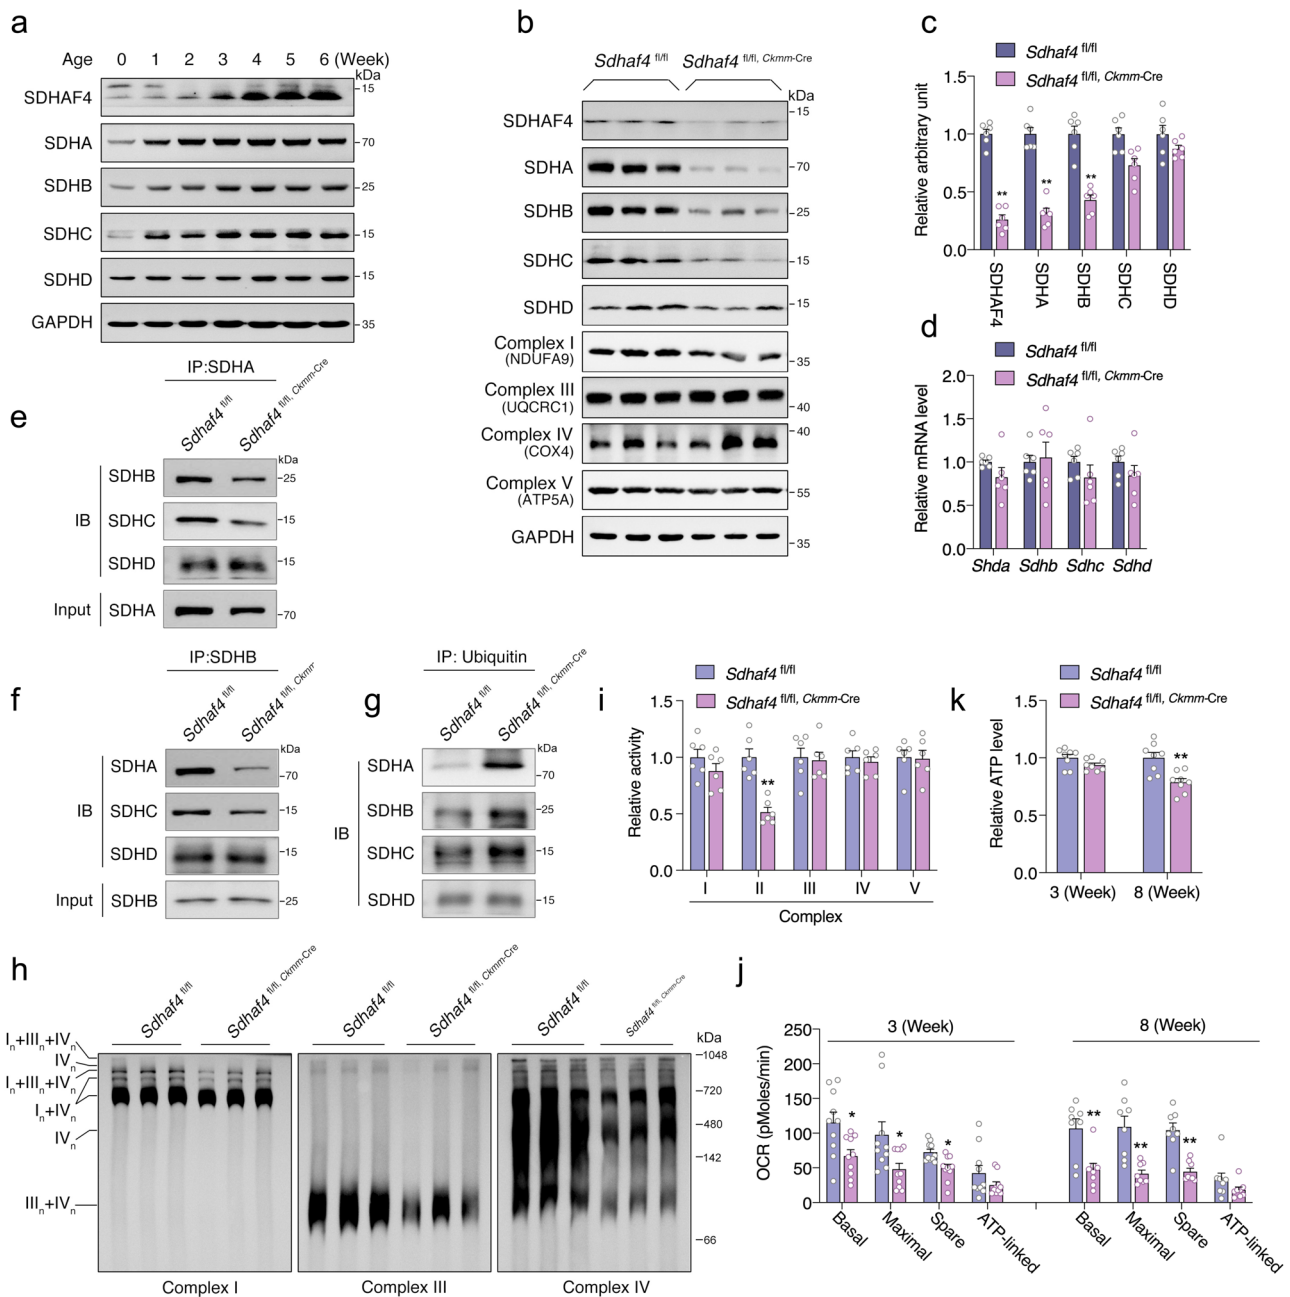 a
Age 0 1 2 3 4 5 6 (Week)
kDa
SDHAF4 15
SDHA 70
SDHB 25
SDHC 15
SDHD 15
GAPDH 35
b
Sdhaf4 fl/fl Sdhaf4 fl/fl, Ckmm-Cre
kDa
SDHAF4 15
SDHA 70
SDHB 25
SDHC 15
SDHD 15
Complex I
(NDUFA9) 35
Complex III
(UQCRC1) 40
Complex IV 40
(COX4)
Complex V
(ATP5A) 55
GAPDH 35
c
Sdhaf4 fl/fl
Sdhaf4 fl/fl, Ckmm-Cre
Relative arbitrary unit
1.5
1.0
0.5
0.0
** ** **
SDHAF4 SDHA SDHB SDHC SDHD
d
Sdhaf4 fl/fl
Sdhaf4 fl/fl, Ckmm-Cre
Relative mRNA level
2.0
1.5
1.0
0.5
0.0
Shda Sdhb Sdhc Sdhd
e
IP:SDHA
Sdhaf4 fl/fl Sdhaf4 fl/fl, Ckmm-Cre
kDa
IB
SDHB 25
SDHC 15
SDHD 15
Input SDHA 70
f
IP:SDHB
Sdhaf4 fl/fl Sdhaf4 fl/fl, Ckmm
kDa
IB
SDHA 70
SDHC 15
SDHD 15
Input SDHB 25
g
IP: Ubiquitin
Sdhaf4 fl/fl Sdhaf4 fl/fl, Ckmm-Cre
kDa
IB
SDHA 70
SDHB 25
SDHC 15
SDHD 15
i
Sdhaf4 fl/fl
Sdhaf4 fl/fl, Ckmm-Cre
Relative activity
1.5
1.0
0.5
0.0
**
I II III IV V
Complex
k
Sdhaf4 fl/fl
Sdhaf4 fl/fl, Ckmm-Cre
Relative ATP level
1.5
1.0
0.5
0.0
**
3 (Week) 8 (Week)
h
Sdhaf4 fl/fl Sdhaf4 fl/fl, Ckmm-Cre Sdhaf4 fl/fl Sdhaf4 fl/fl, Ckmm-Cre Sdhaf4 fl/fl Sdhaf4 fl/fl, Ckmm-Cre
kDa
In+IIIn+IVn
IVn
In+IIIn+IVn
In+IVn
IVn
IIIn+IVn
1048
720
480
142
66
Complex I Complex III Complex IV
j
3 (Week) 8 (Week)
OCR (pMoles/min)
250
200
150
100
50
0
* * * ** ** **
Basal Maximal Spare ATP-linked Basal Maximal Spare ATP-linked